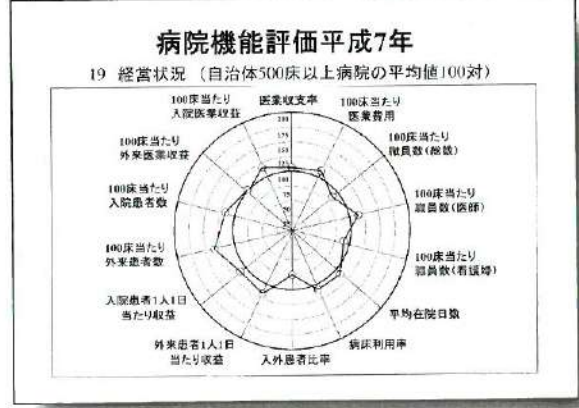 病院機能評価平成7年
19 経営状況 (自治体500床以上病院の平均値100対)
医業収支率
100床当たり
医業費用
100床当たり
職員数(総数)
100床当たり
職員数(医師)
100床当たり
職員数(看護婦)
平均在院日数
病床利用率
入外患者比率
外来患者1人1日
当たり収益
入院患者1人1日
当たり収益
100床当たり
外来患者数
100床当たり
入院患者数
100床当たり
外来医業収益
100床当たり
入院医業収益
175
150
125
100
75